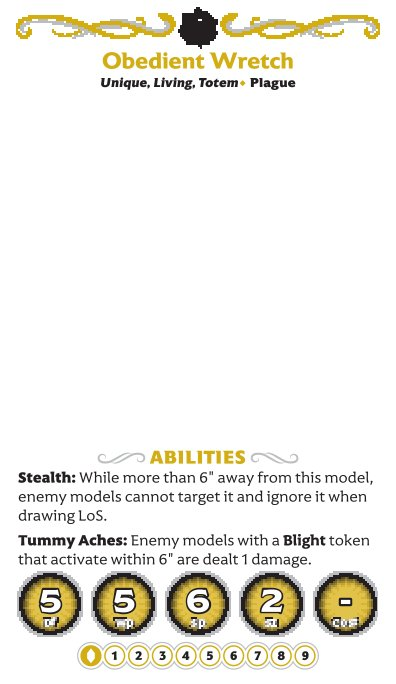 Obedient Wretch
Unique, Living, Totem • Plague
ABILITIES
Stealth: While more than 6" away from this model,
enemy models cannot target it and ignore it when
drawing LoS.
Tummy Aches: Enemy models with a Blight token
that activate within 6" are dealt 1 damage.
5 5 6 2 -
df wp sp sz cost
1 2 3 4 5 6 7 8 9